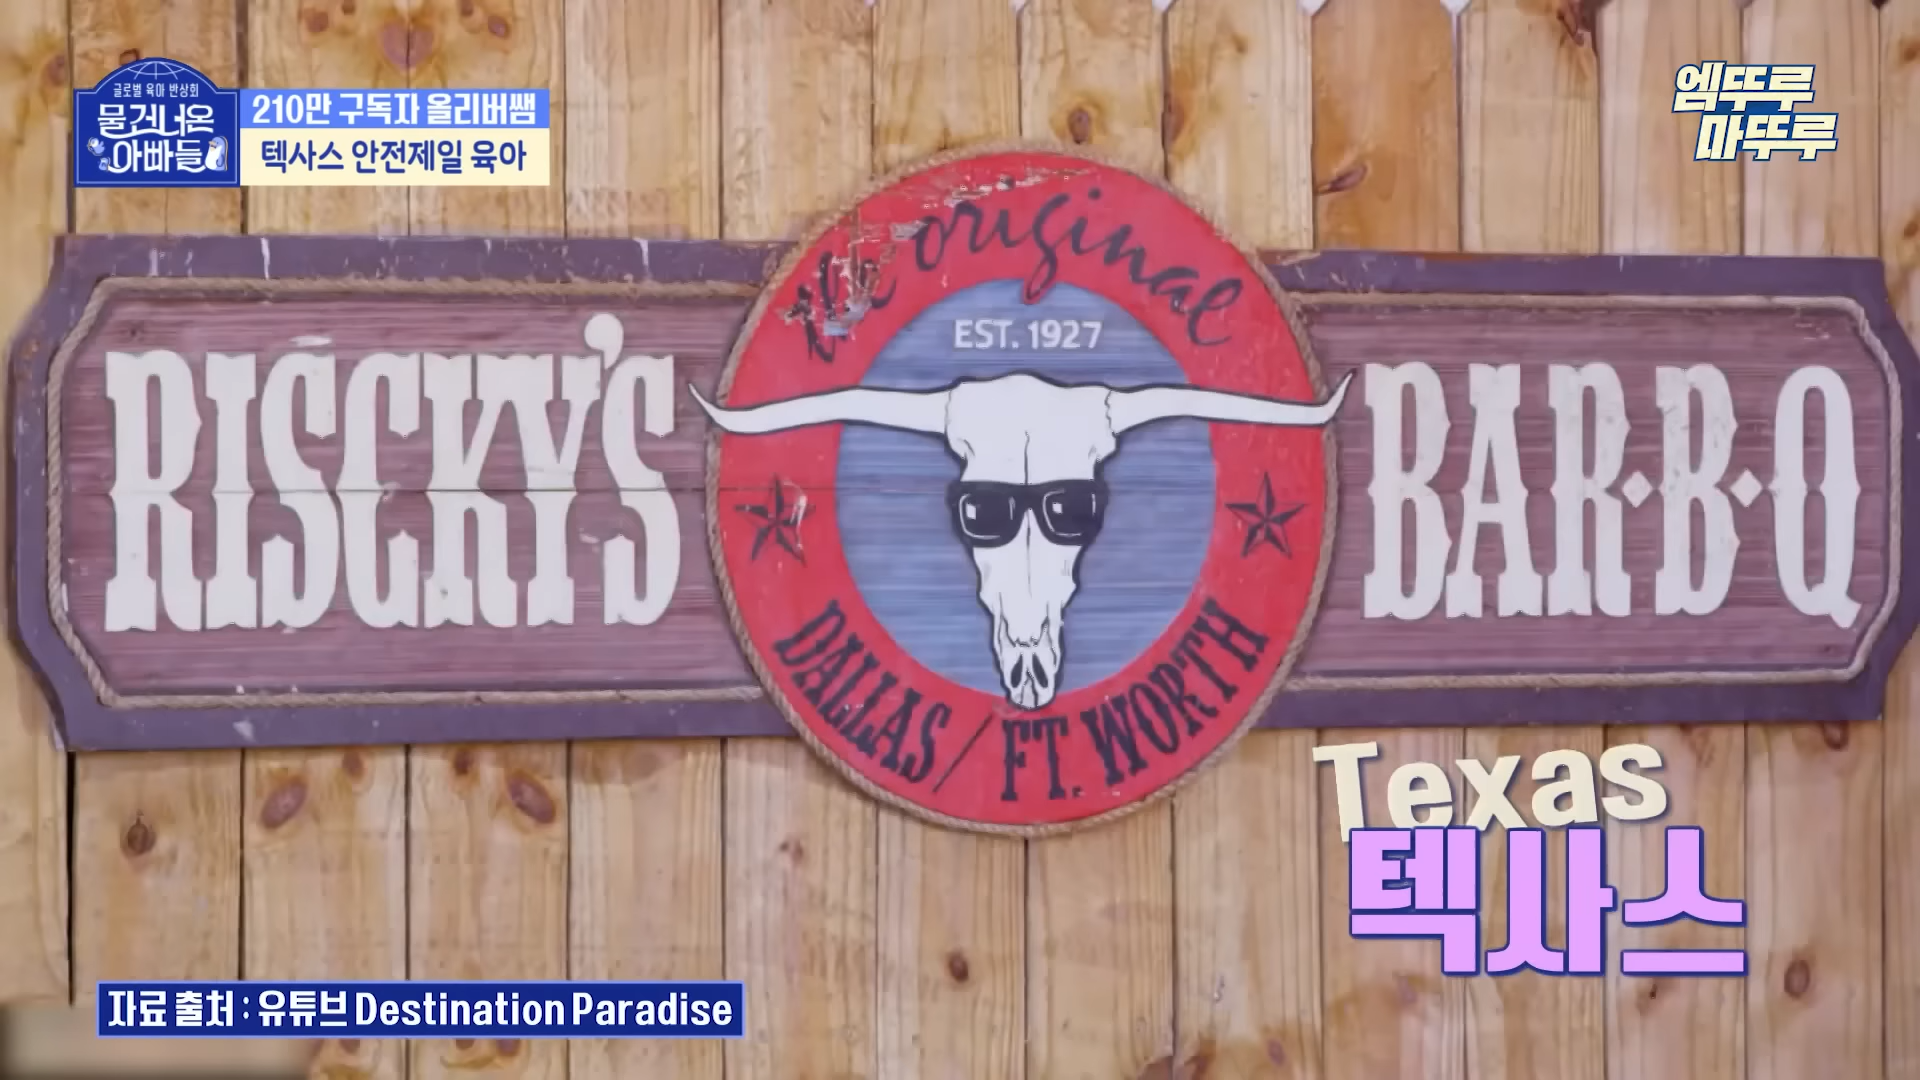 글로벌 육아 반상회
물 건너온
아빠들
210만 구독자 올리버쌤
텍사스 안전제일 육아
엠뚜루
마뚜루
the original
EST. 1927
RISCKY'S
BAR·B·Q
DALLAS / FT. WORTH
Texas
텍사스
자료 출처 : 유튜브 Destination Paradise